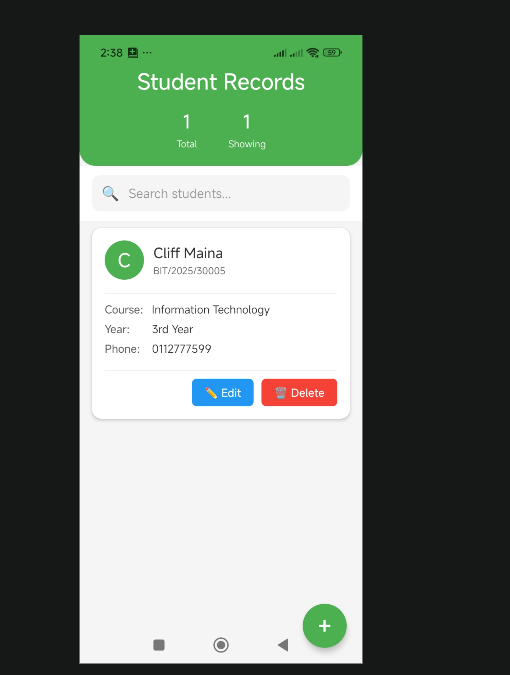 2:38 ...
59
Student Records
1 1
Total Showing
Search students...
C
Cliff Maina
BIT/2025/30005
Course: Information Technology
Year: 3rd Year
Phone: 0112777599
Edit Delete
+